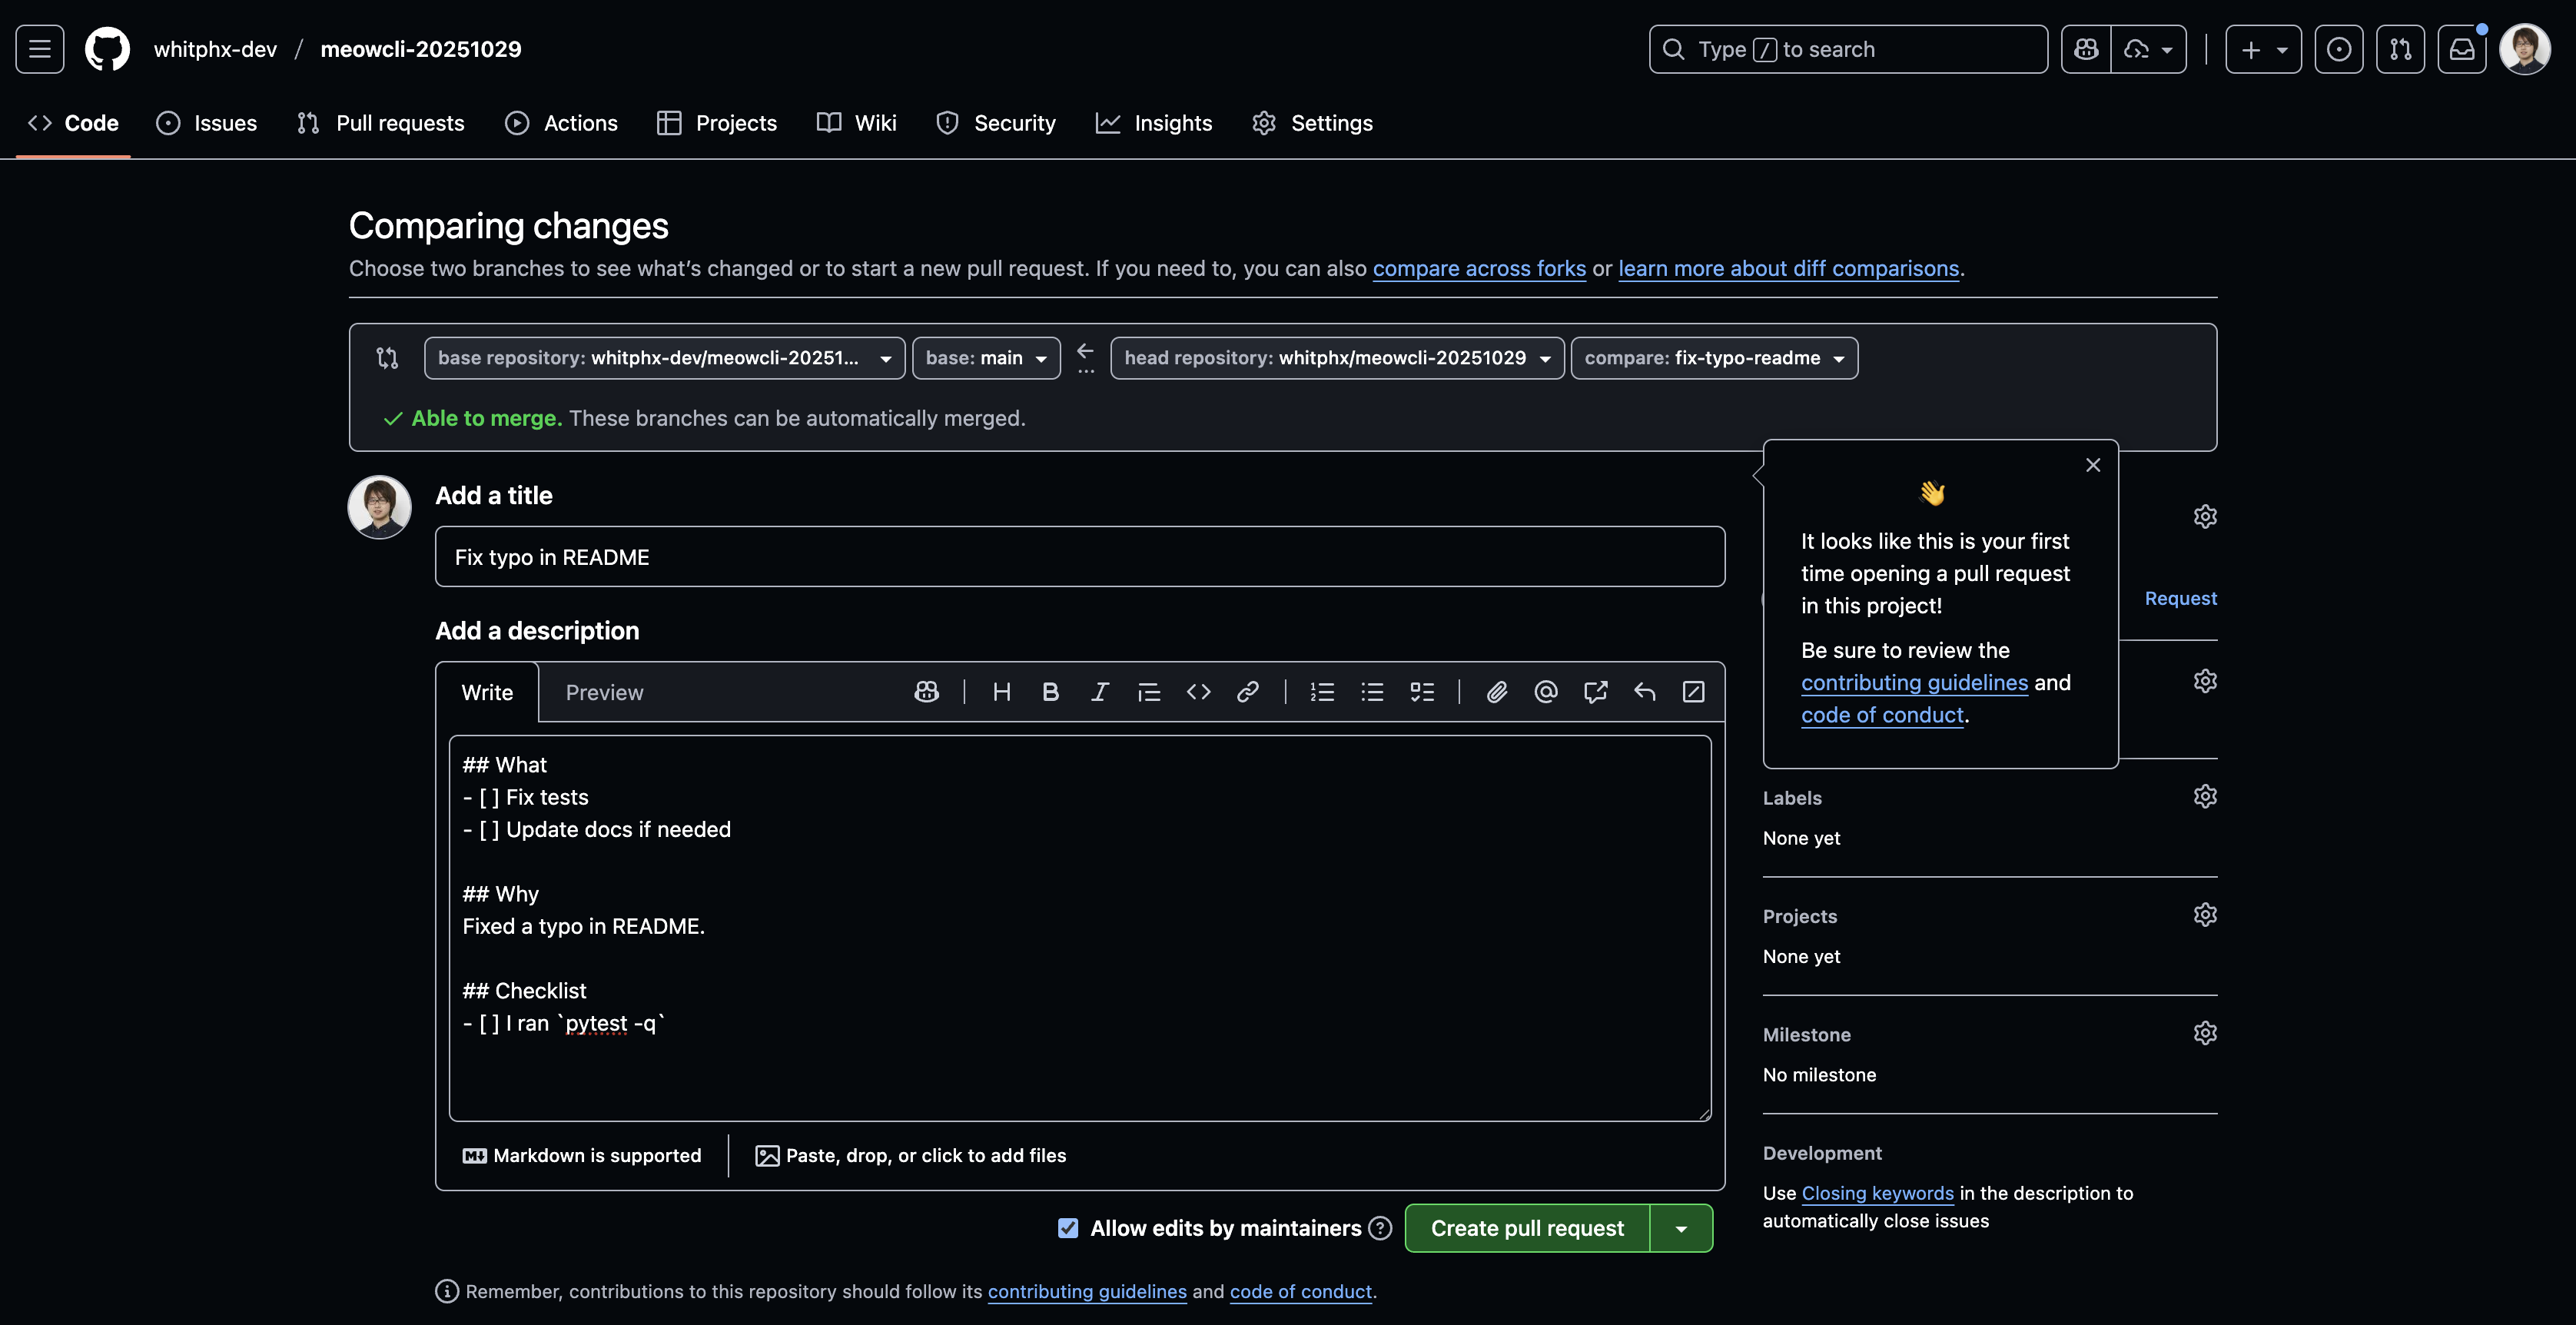 whitphx-dev / meowcli-20251029
Type / to search
Code
Issues
Pull requests
Actions
Projects
Wiki
Security
Insights
Settings
Comparing changes
Choose two branches to see what's changed or to start a new pull request. If you need to, you can also compare across forks or learn more about diff comparisons.
base repository: whitphx-dev/meowcli-20251...
base: main
head repository: whitphx/meowcli-20251029
compare: fix-typo-readme
Able to merge. These branches can be automatically merged.
Add a title
Fix typo in README
Add a description
Write
Preview
## What
- [ ] Fix tests
- [ ] Update docs if needed
## Why
Fixed a typo in README.
## Checklist
- [ ] I ran `pytest -q`
Markdown is supported
Paste, drop, or click to add files
Allow edits by maintainers
Create pull request
Remember, contributions to this repository should follow its contributing guidelines and code of conduct.
👋
It looks like this is your first
time opening a pull request
in this project!
Be sure to review the
contributing guidelines and
code of conduct.
Request
Labels
None yet
Projects
None yet
Milestone
No milestone
Development
Use Closing keywords in the description to
automatically close issues